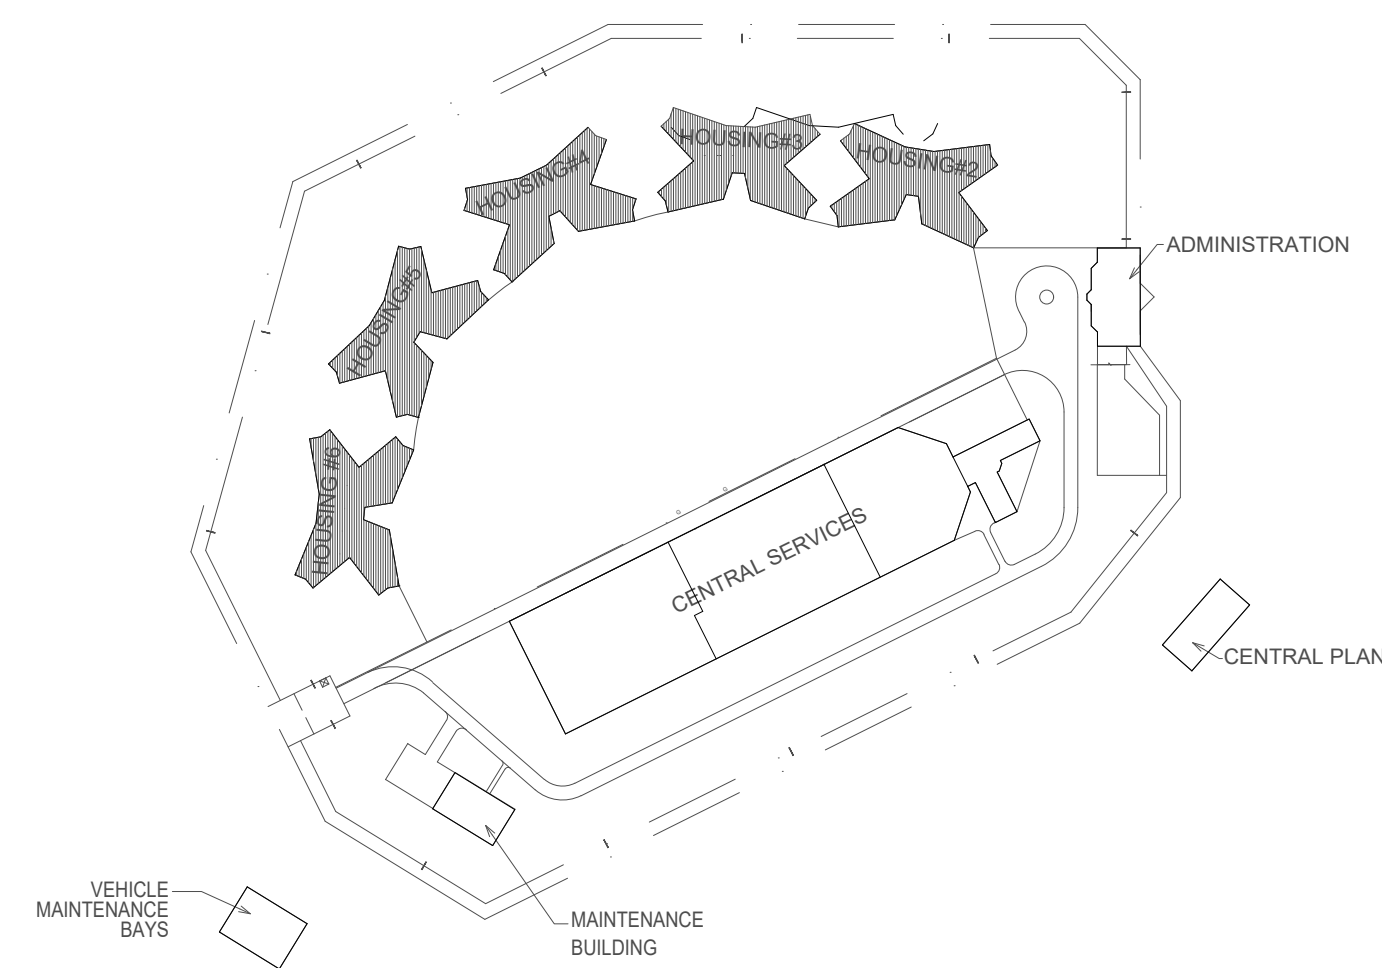 HOUSING#3
HOUSING#4
HOUSING#2
ADMINISTRATION
HOUSING#5
HOUSING #6
CENTRAL SERVICES
CENTRAL PLAN
VEHICLE
MAINTENANCE
BAYS
MAINTENANCE
BUILDING